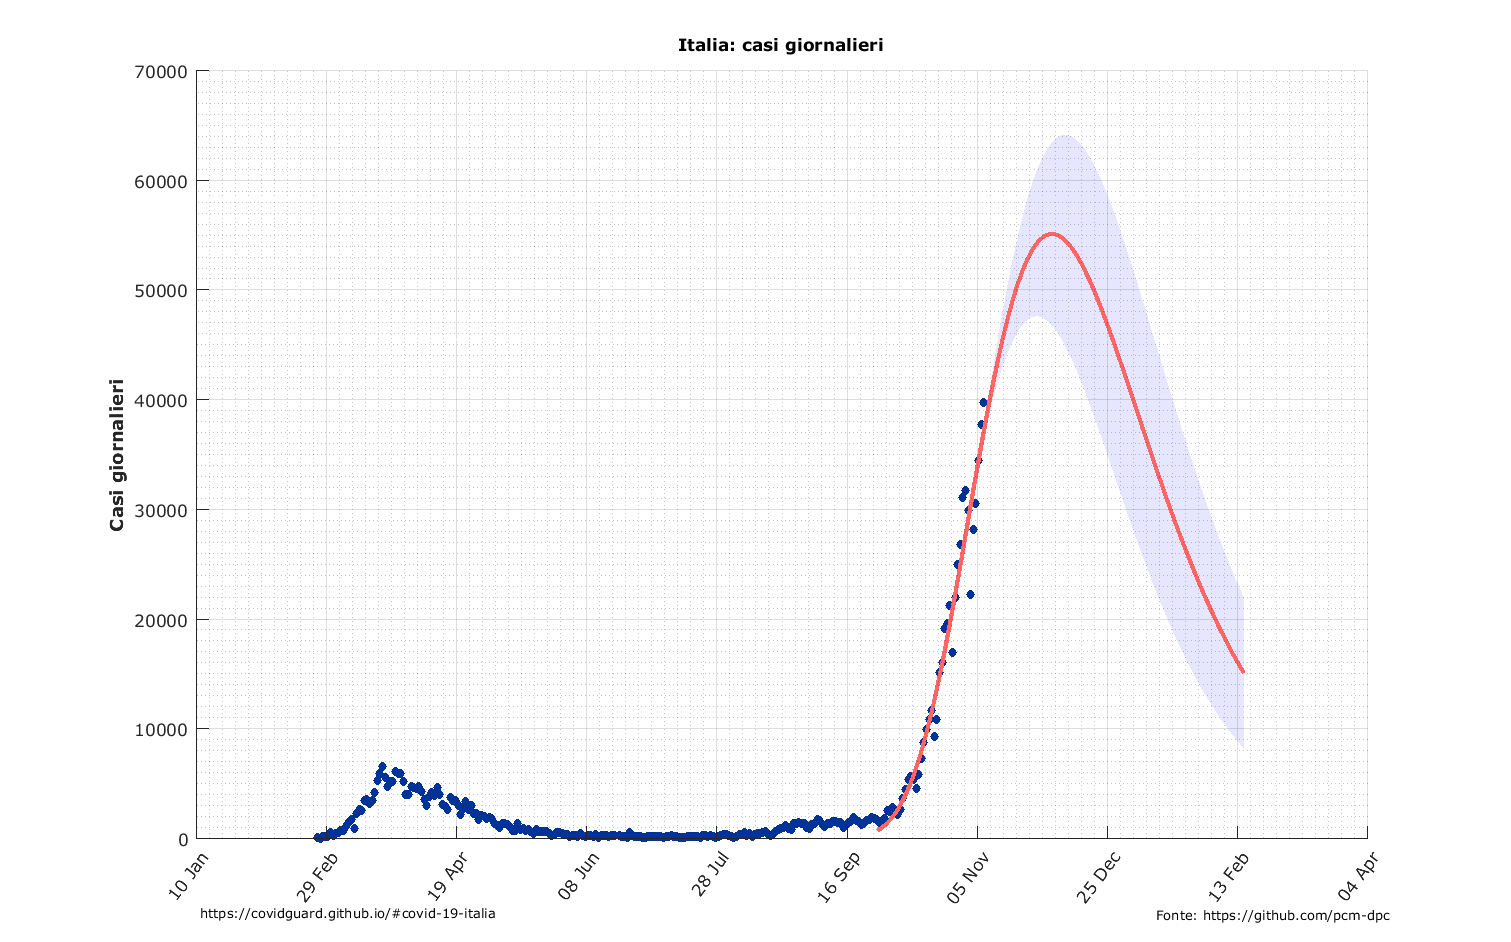 Italia: casi giornalieri
70000
60000
50000
40000
30000
20000
10000
0
Casi giornalieri
10 Jan
29 Feb
19 Apr
08 Jun
28 Jul
16 Sep
05 Nov
25 Dec
13 Feb
04 Apr
https://covidguard.github.io/#covid-19-italia
Fonte: https://github.com/pcm-dpc